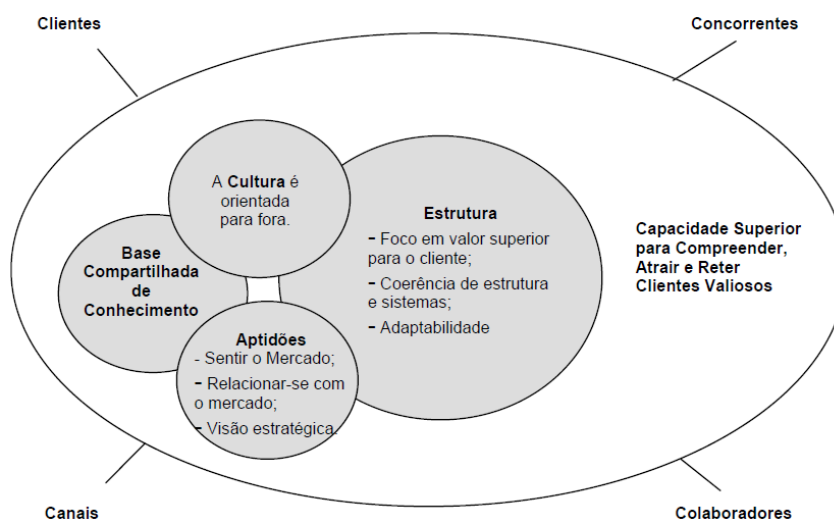 Clientes
Concorrentes
A Cultura é
orientada
para fora.
Base
Compartilhada
de
Conhecimento
Aptidões
- Sentir o Mercado;
- Relacionar-se com
o mercado;
- Visão estratégica.
Estrutura
- Foco em valor superior
para o cliente;
- Coerência de estrutura
e sistemas;
- Adaptabilidade
Capacidade Superior
para Compreender,
Atrair e Reter
Clientes Valiosos
Canais
Colaboradores